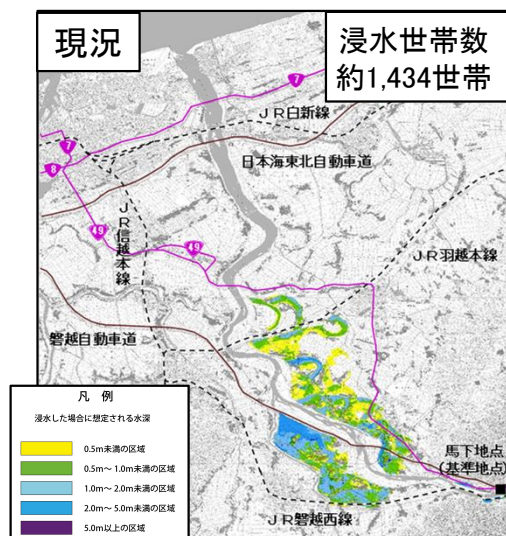 現況
浸水世帯数
約1,434世帯
7
JR白新線
7
日本海東北自動車道
8
JR信越本線
49
49
JR羽越本線
磐越自動車道
凡 例
浸水した場合に想定される水深
0.5m未満の区域
0.5m～1.0m未満の区域
1.0m～2.0m未満の区域
2.0m～5.0m未満の区域
5.0m以上の区域
馬下地点
(基準地点)
JR磐越西線